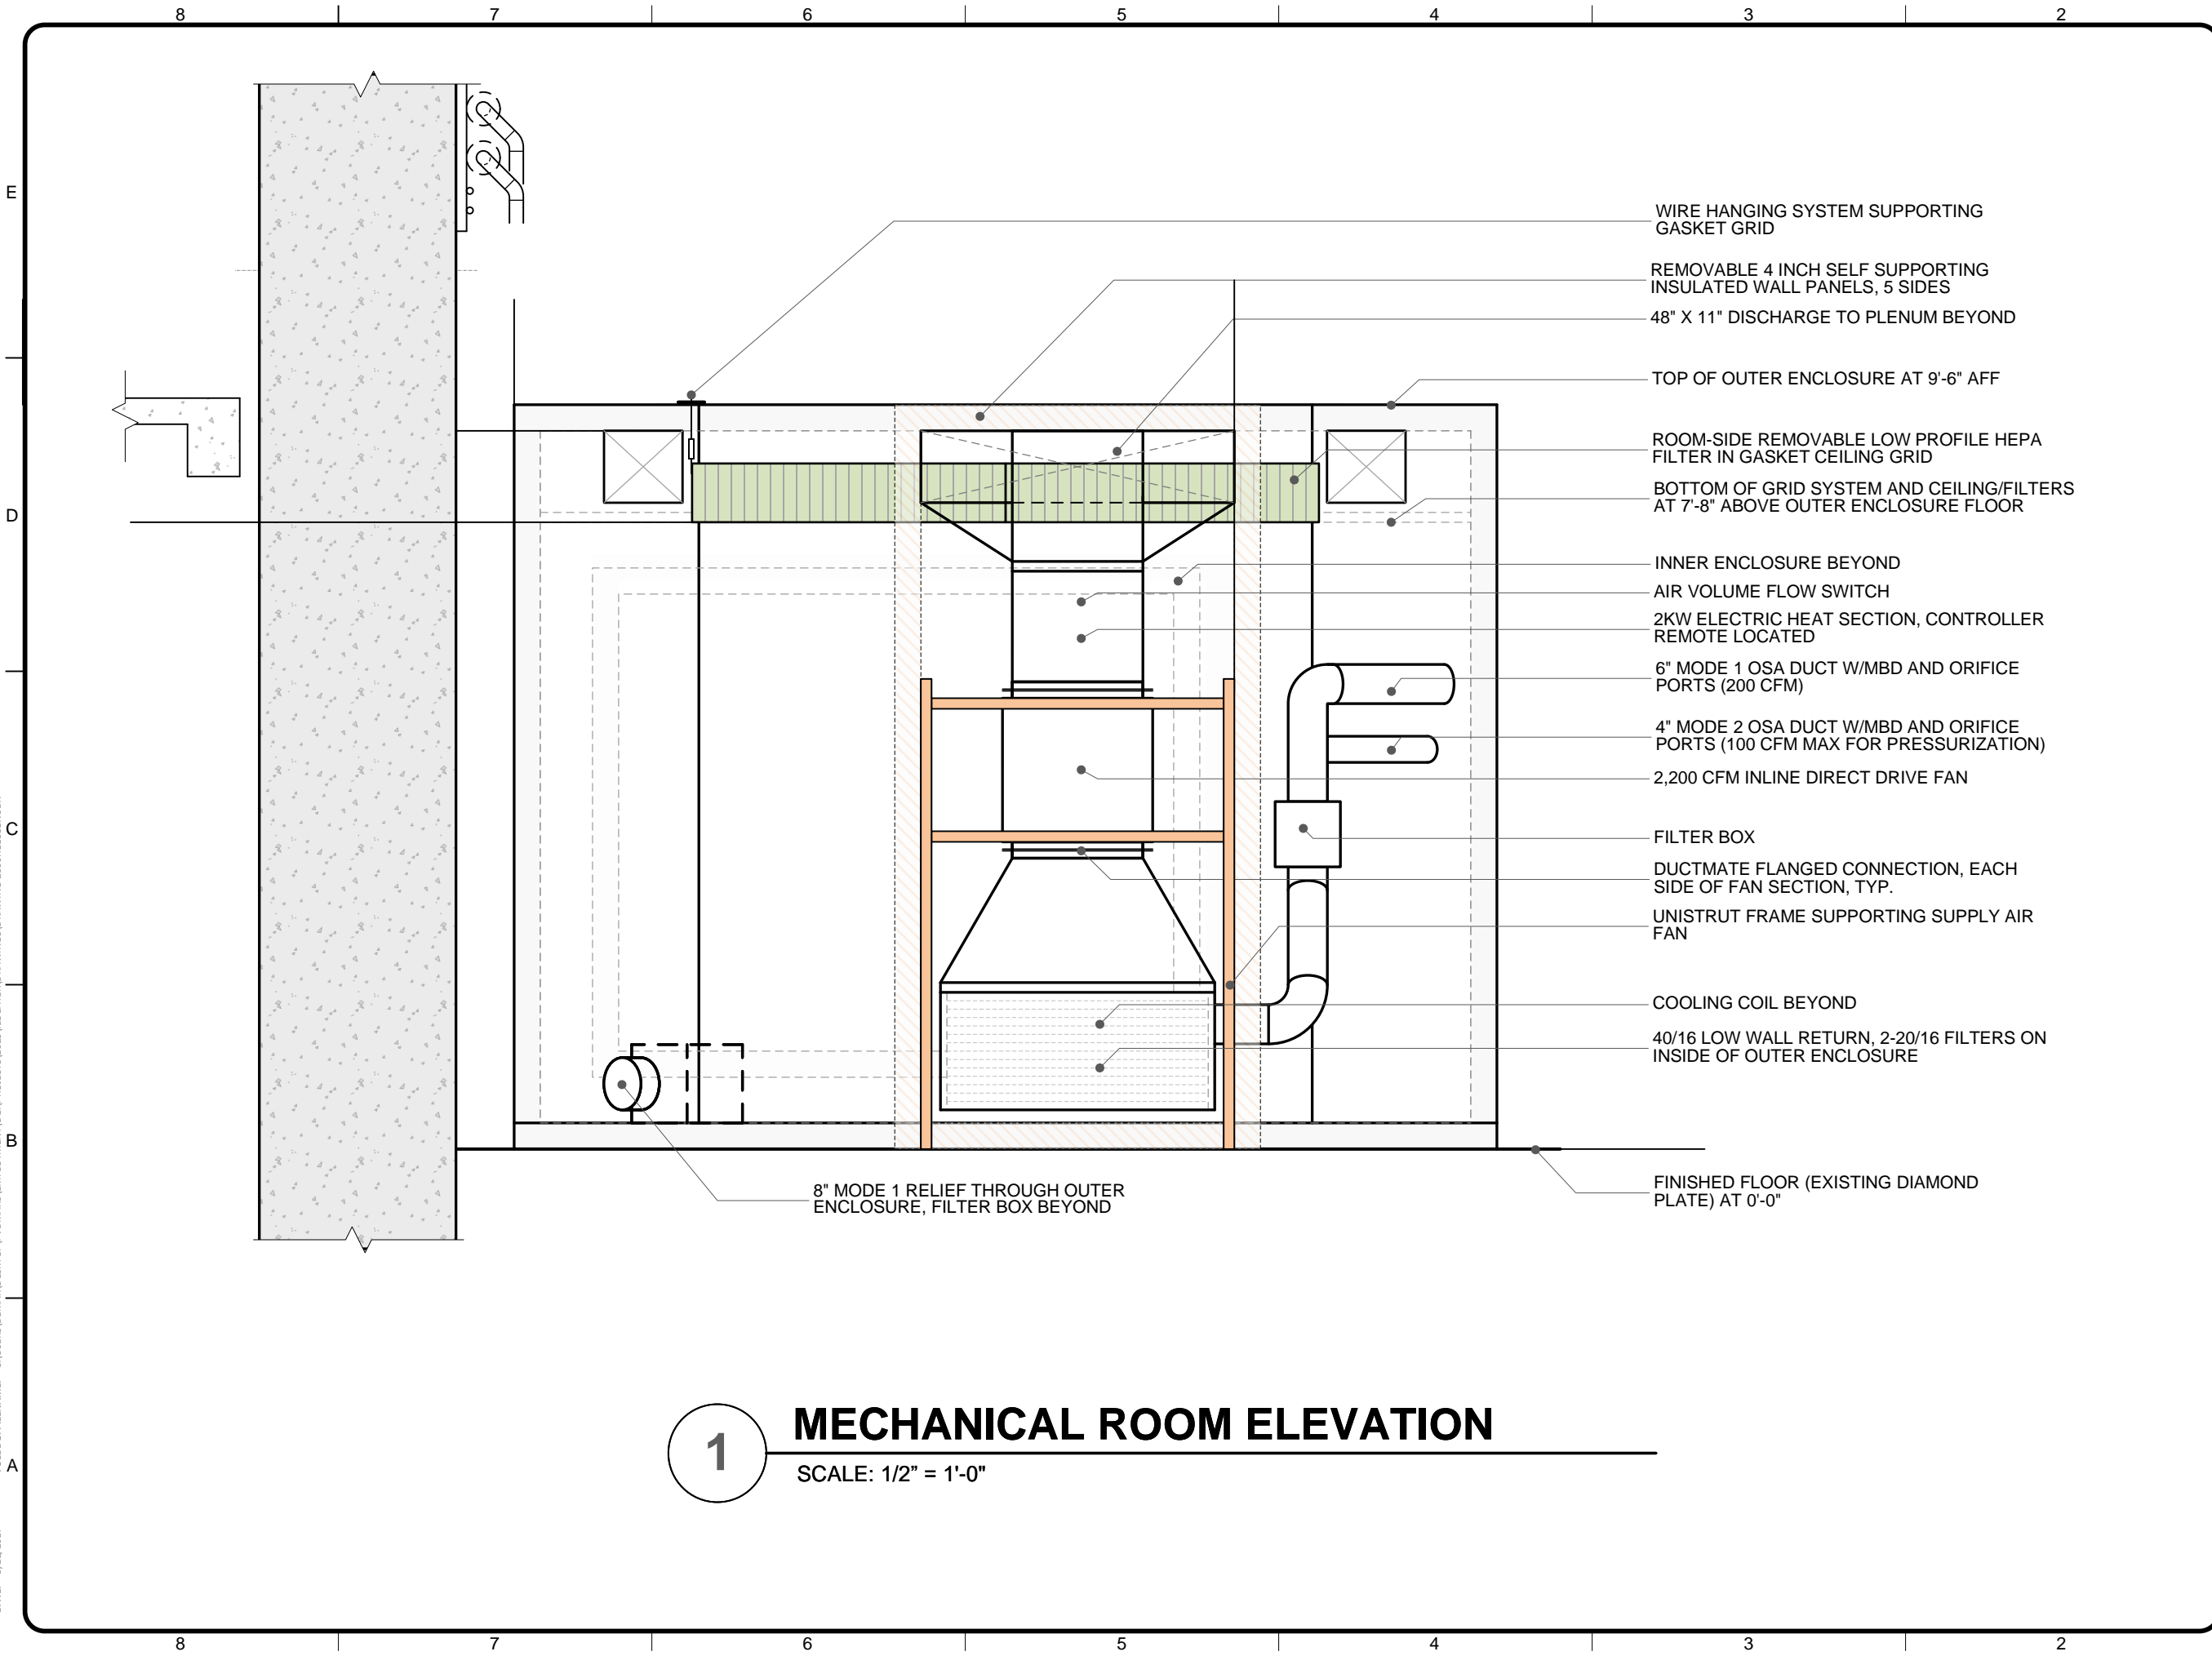 8 7 6 5 4 3 2
E
D
C
B
A
WIRE HANGING SYSTEM SUPPORTING
GASKET GRID
REMOVABLE 4 INCH SELF SUPPORTING
INSULATED WALL PANELS, 5 SIDES
48" X 11" DISCHARGE TO PLENUM BEYOND
TOP OF OUTER ENCLOSURE AT 9'-6" AFF
ROOM-SIDE REMOVABLE LOW PROFILE HEPA
FILTER IN GASKET CEILING GRID
BOTTOM OF GRID SYSTEM AND CEILING/FILTERS
AT 7'-8" ABOVE OUTER ENCLOSURE FLOOR
INNER ENCLOSURE BEYOND
AIR VOLUME FLOW SWITCH
2KW ELECTRIC HEAT SECTION, CONTROLLER
REMOTE LOCATED
6" MODE 1 OSA DUCT W/MBD AND ORIFICE
PORTS (200 CFM)
4" MODE 2 OSA DUCT W/MBD AND ORIFICE
PORTS (100 CFM MAX FOR PRESSURIZATION)
2,200 CFM INLINE DIRECT DRIVE FAN
FILTER BOX
DUCTMATE FLANGED CONNECTION, EACH
SIDE OF FAN SECTION, TYP.
UNISTRUT FRAME SUPPORTING SUPPLY AIR
FAN
COOLING COIL BEYOND
40/16 LOW WALL RETURN, 2-20/16 FILTERS ON
INSIDE OF OUTER ENCLOSURE
FINISHED FLOOR (EXISTING DIAMOND
PLATE) AT 0'-0"
8" MODE 1 RELIEF THROUGH OUTER
ENCLOSURE, FILTER BOX BEYOND
1
MECHANICAL ROOM ELEVATION
SCALE: 1/2” = 1'-0"
8 7 6 5 4 3 2